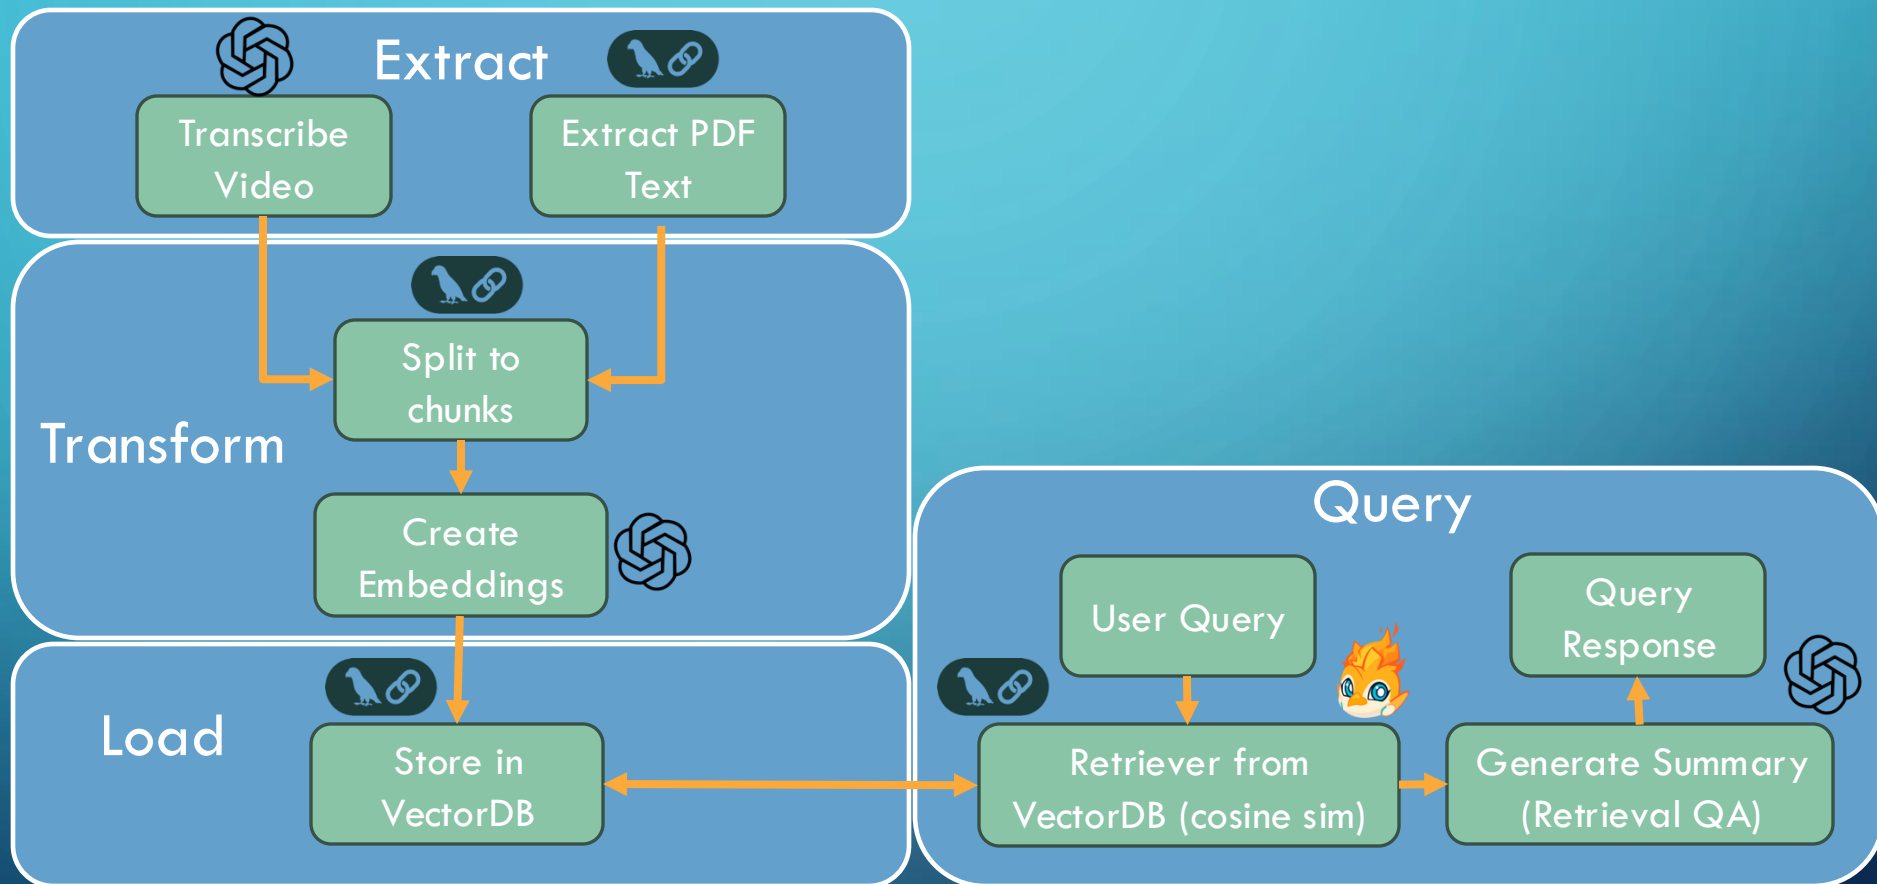 Extract
Transcribe
Video
Extract PDF
Text
Transform
Split to
chunks
Create
Embeddings
Load
Store in
VectorDB
Query
User Query
Query
Response
Retriever from
VectorDB (cosine sim)
Generate Summary
(Retrieval QA)